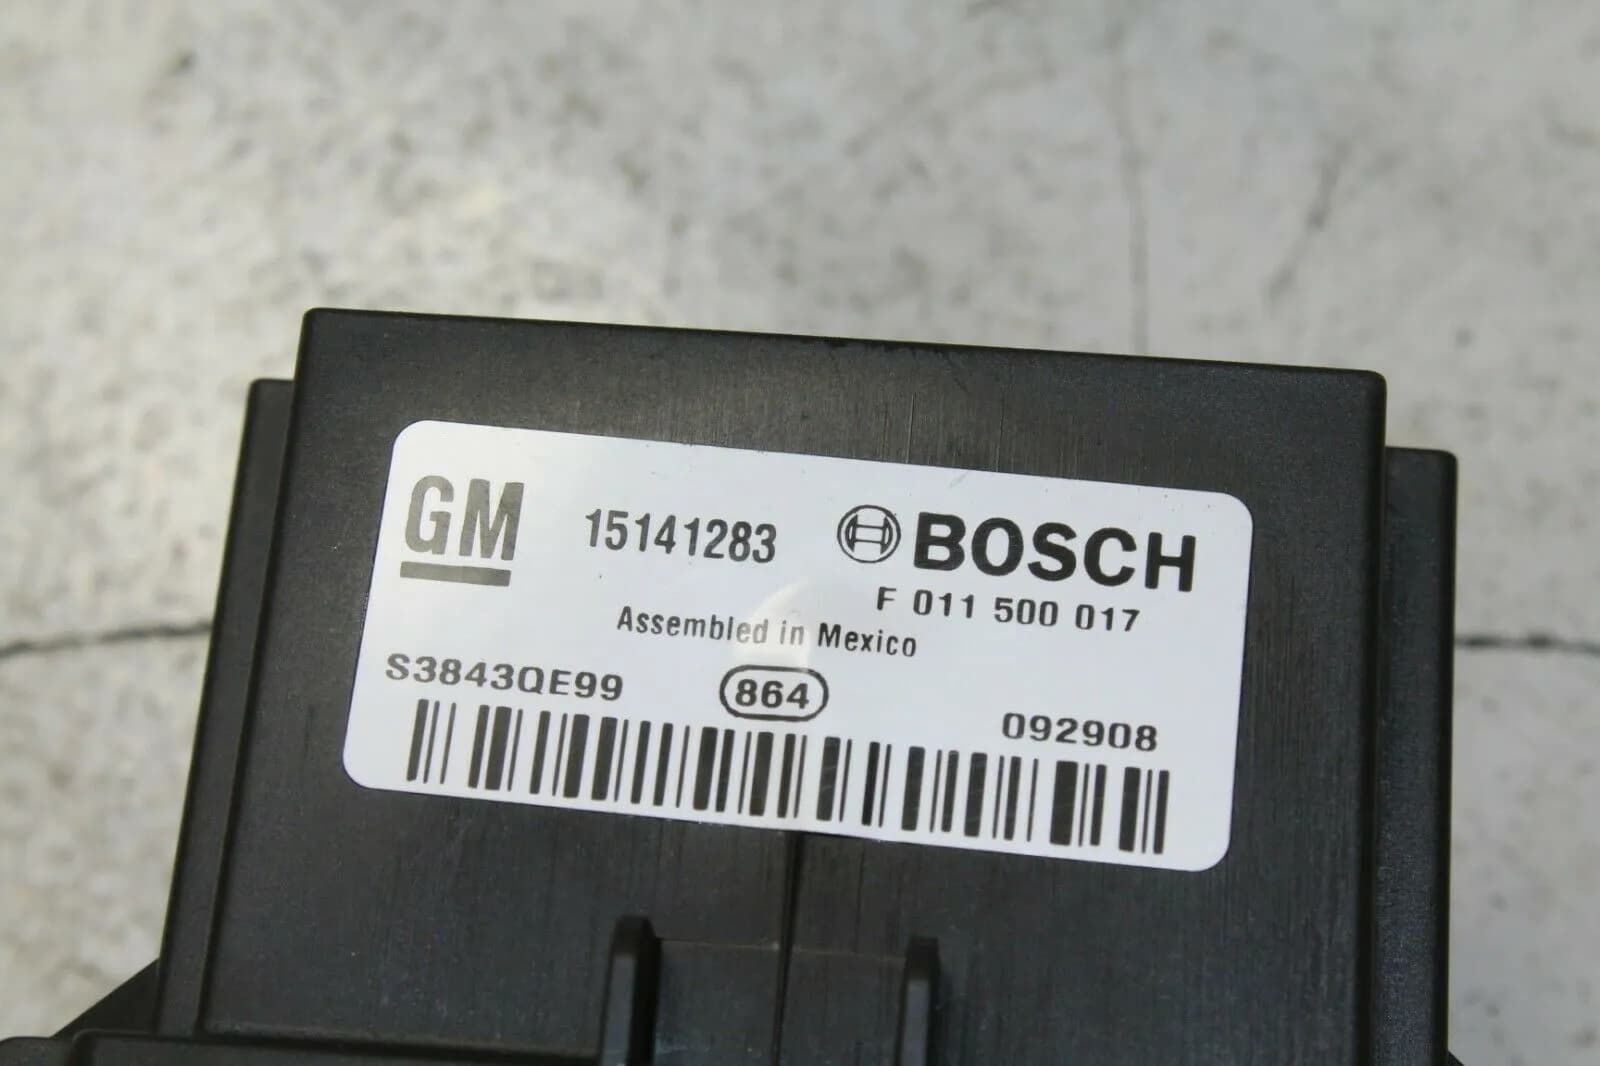 GM 15141283 BOSCH
F 011 500 017
Assembled in Mexico
S3843QE99 864 092908